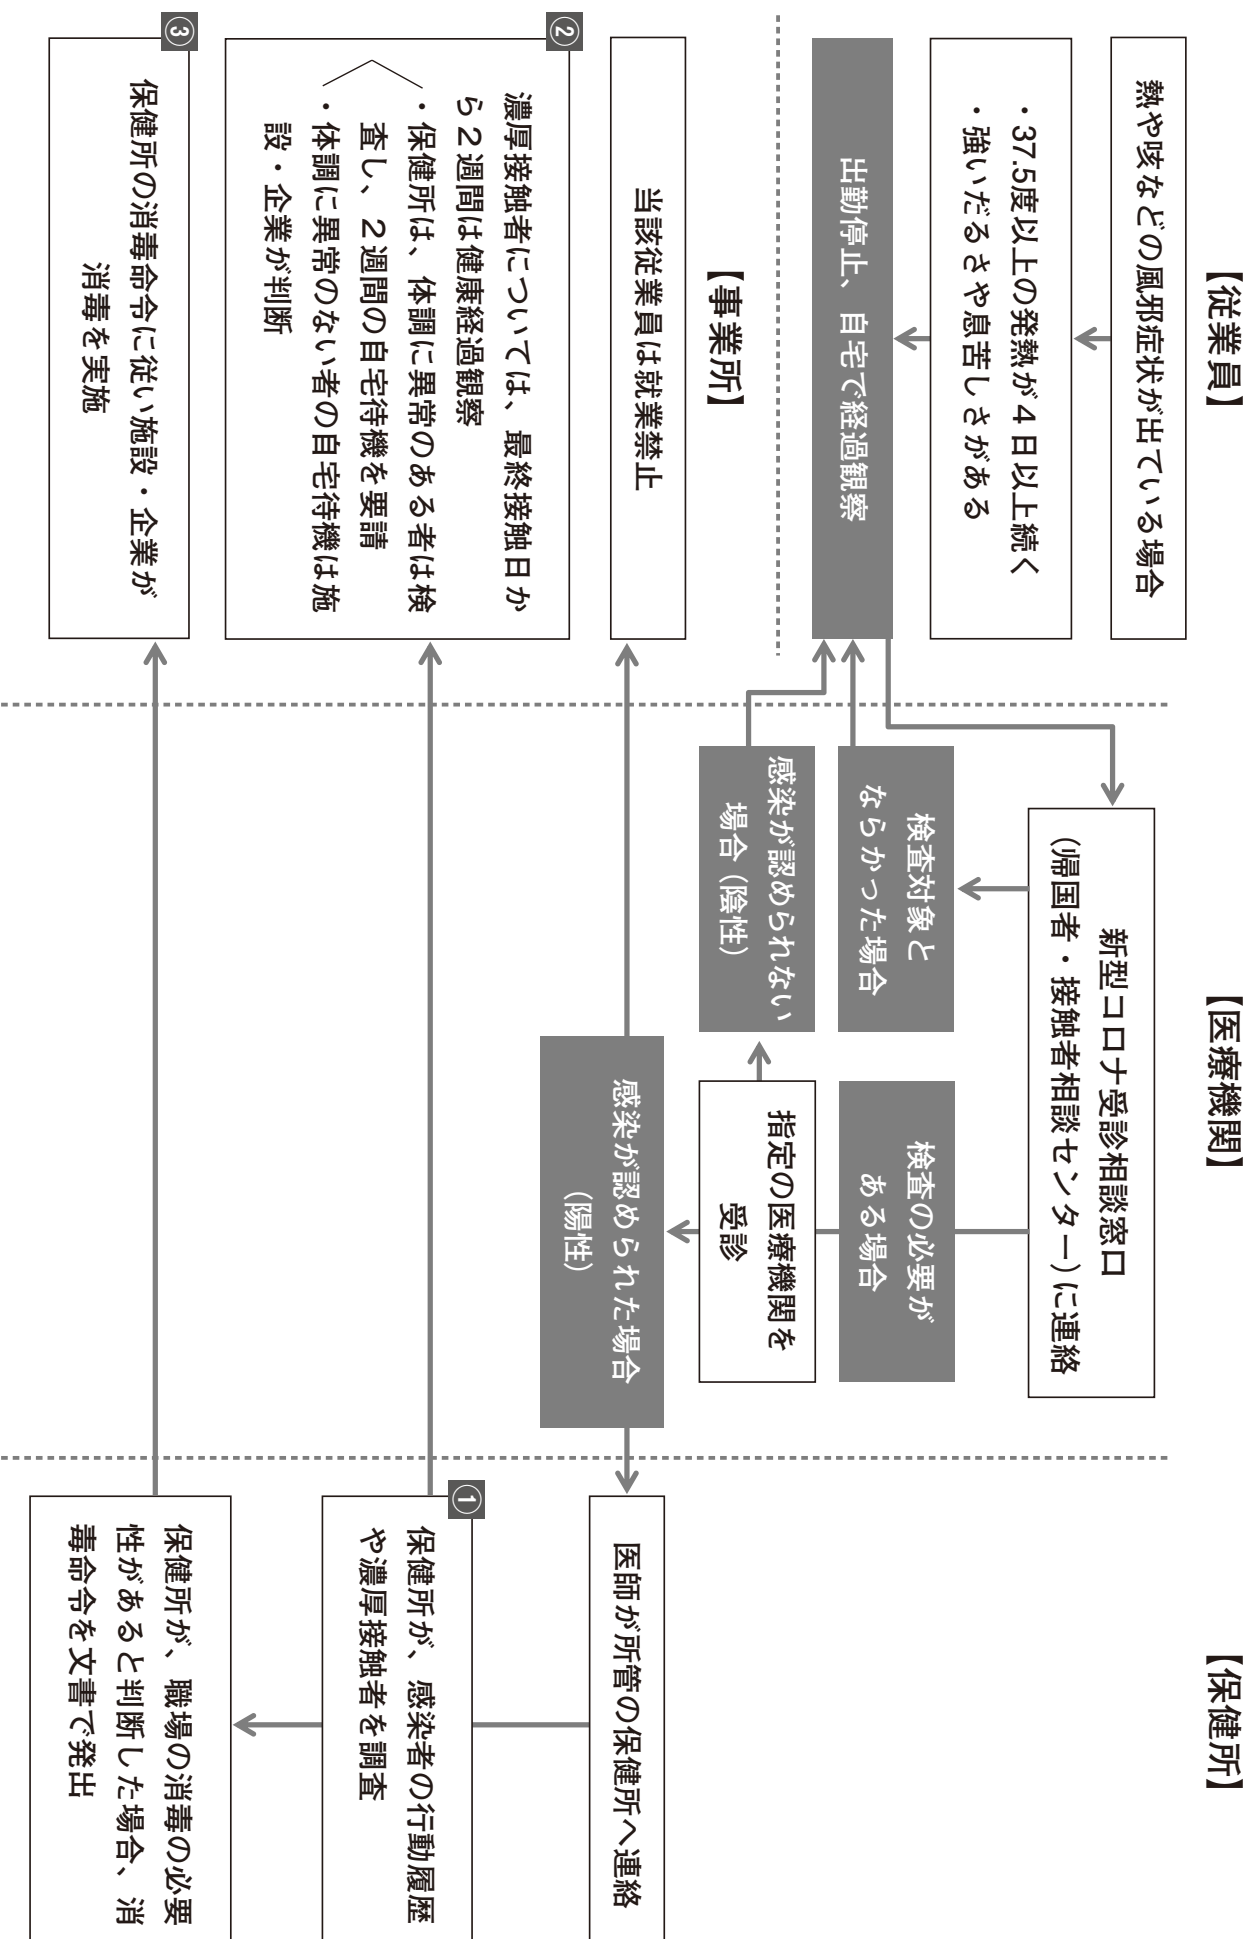 【従業員】
熱や咳などの風邪症状が出ている場合
・37.5度以上の発熱が4日以上続く
・強いだるさや息苦しさがある
出勤停止、自宅で経過観察
【事業所】
当該従業員は就業禁止
②
濃厚接触者については、最終接触日か
ら2週間は健康経過観察
・保健所は、体調に異常のある者は検
査し、2週間の自宅待機を要請
・体調に異常のない者の自宅待機は施
設・企業が判断
③
保健所の消毒命令に従い施設・企業が
消毒を実施
【医療機関】
新型コロナ受診相談窓口
(帰国者・接触者相談センター)に連絡
検査対象と
ならかった場合
検査の必要が
ある場合
感染が認められない
場合(陰性)
指定の医療機関を
受診
感染が認められた場合
(陽性)
【保健所】
医師が所管の保健所へ連絡
①
保健所が、感染者の行動履歴
や濃厚接触者を調査
保健所が、職場の消毒の必要
性があると判断した場合、消
毒命令を文書で発出